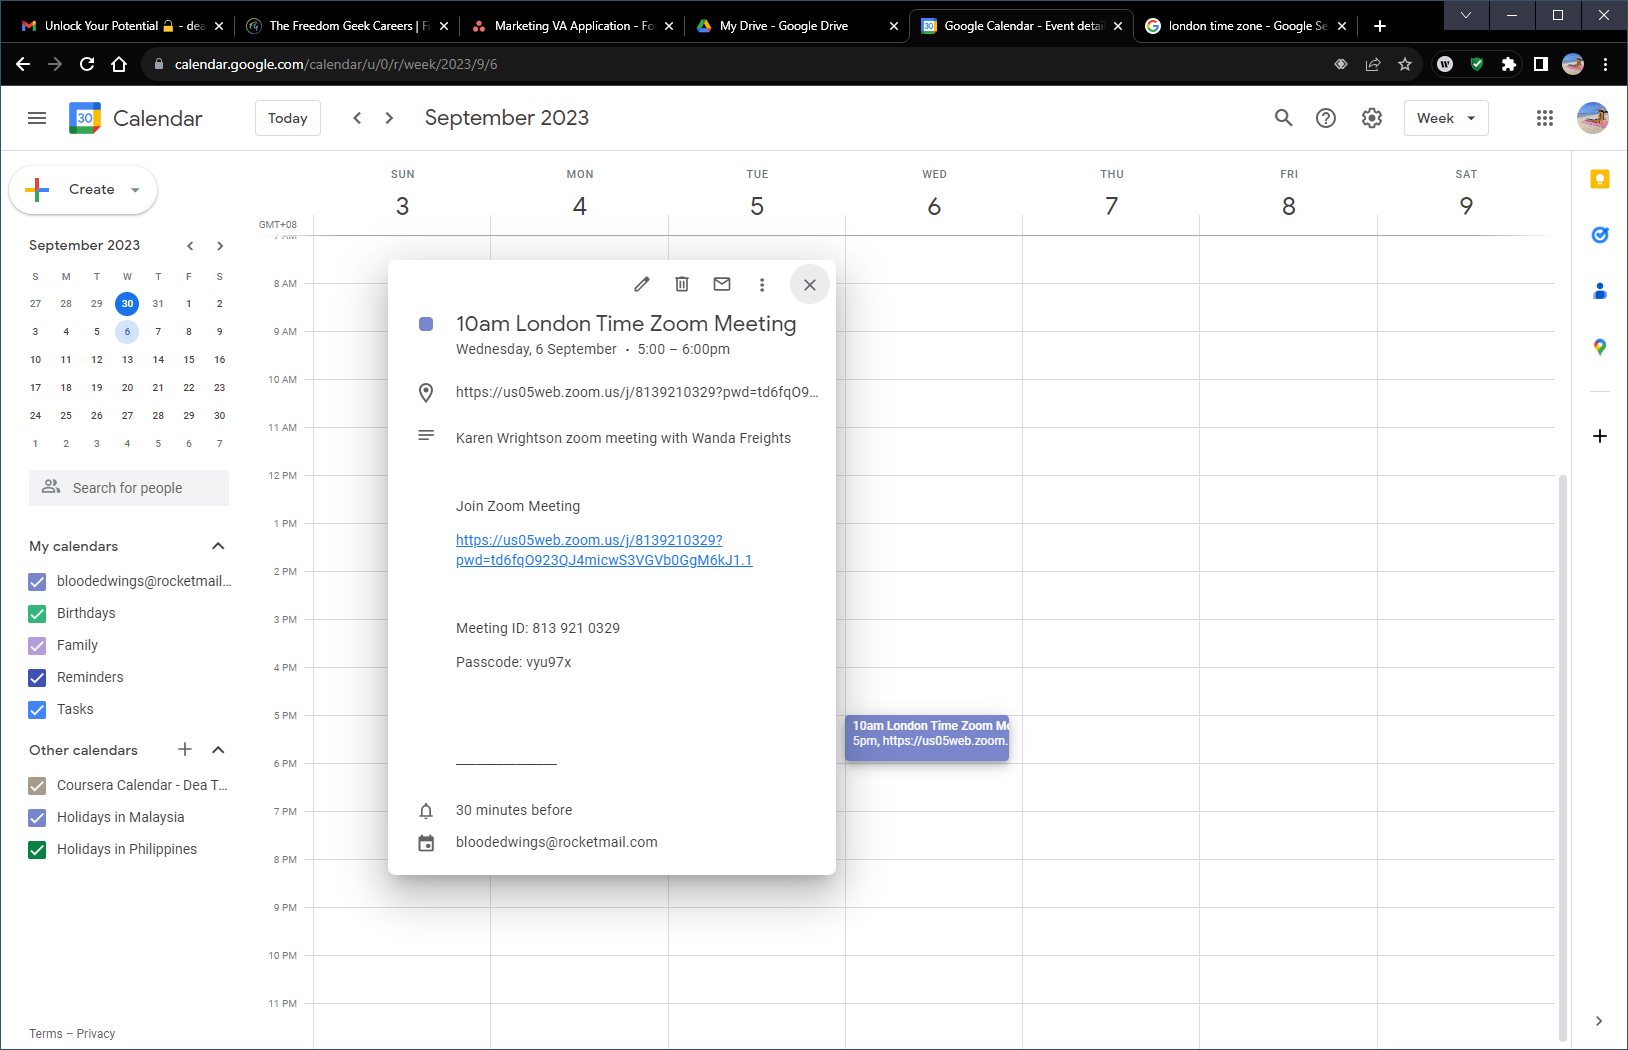 Unlock Your Potential 🔒 - dea
The Freedom Geek Careers | Fi
Marketing VA Application - Fo
My Drive - Google Drive
Google Calendar - Event detai
london time zone - Google Se
calendar.google.com/calendar/u/0/r/week/2023/9/6
30
Calendar
Today
September 2023
Week
Create
SUN MON TUE WED THU FRI SAT
3 4 5 6 7 8 9
GMT+08
September 2023
S M T W T F S
27 28 29 30 31 1 2
3 4 5 6 7 8 9
10 11 12 13 14 15 16
17 18 19 20 21 22 23
24 25 26 27 28 29 30
1 2 3 4 5 6 7
Search for people
My calendars
bloodedwings@rocketmail...
Birthdays
Family
Reminders
Tasks
Other calendars
Coursera Calendar - Dea T...
Holidays in Malaysia
Holidays in Philippines
Terms – Privacy
7 AM
8 AM
9 AM
10 AM
11 AM
12 PM
1 PM
2 PM
3 PM
4 PM
5 PM
6 PM
7 PM
8 PM
9 PM
10 PM
11 PM
10am London Time Zoom Meeting
Wednesday, 6 September · 5:00 – 6:00pm
https://us05web.zoom.us/j/8139210329?pwd=td6fqO9...
Karen Wrightson zoom meeting with Wanda Freights
Join Zoom Meeting
https://us05web.zoom.us/j/8139210329?
pwd=td6fqO923QJ4micwS3VGVb0GgM6kJ1.1
Meeting ID: 813 921 0329
Passcode: vyu97x
30 minutes before
bloodedwings@rocketmail.com
10am London Time Zoom Me
5pm, https://us05web.zoom.